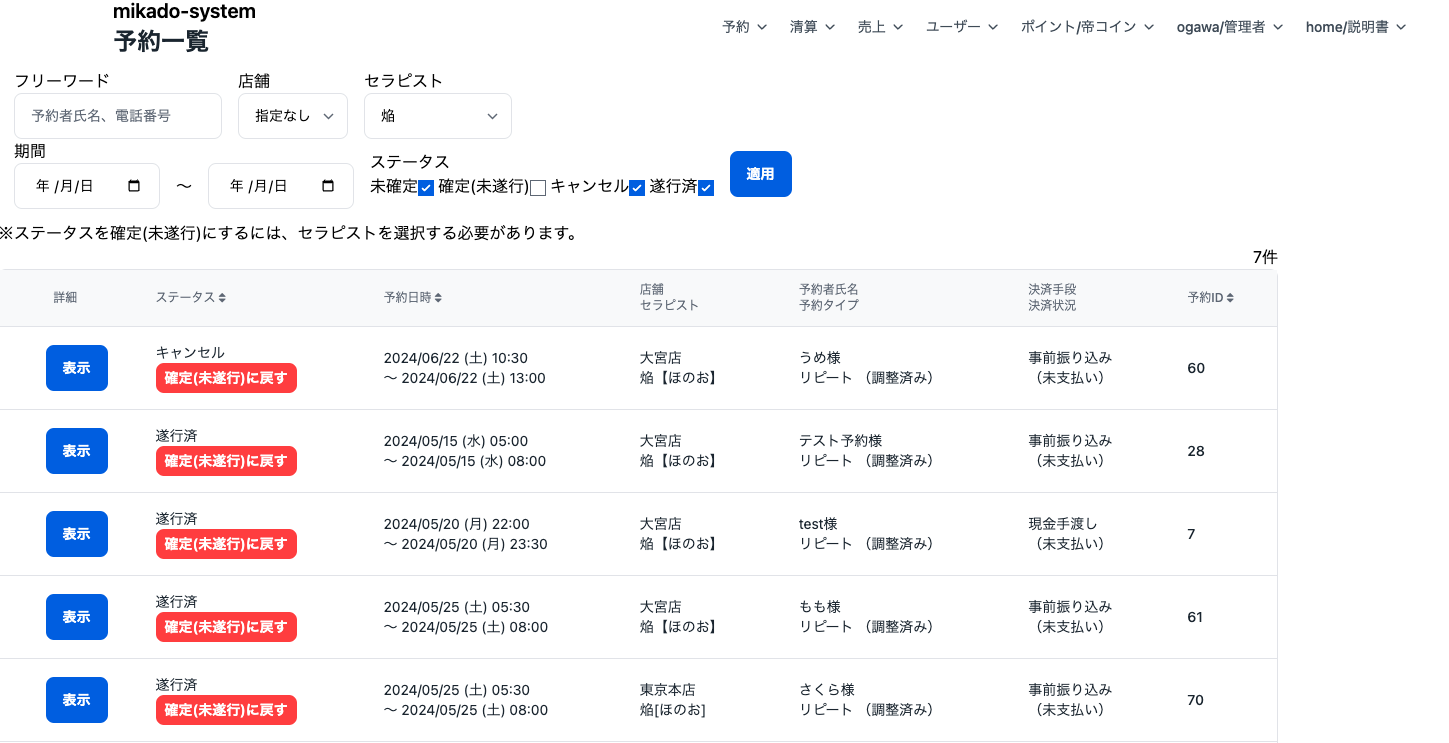 mikado-system
予約一覧
予約 清算 売上 ユーザー ポイント/帝コイン ogawa/管理者 home/説明書
フリーワード 店舗 セラピスト
予約者氏名、電話番号 指定なし 焔
期間
ステータス
年 /月/日 〜 年 /月/日
未確定 確定(未遂行) キャンセル 遂行済
適用
※ステータスを確定(未遂行)にするには、セラピストを選択する必要があります。
7件
詳細 ステータス 予約日時 店舗 セラピスト 予約者氏名 予約タイプ 決済手段 決済状況 予約ID
表示 キャンセル 確定(未遂行)に戻す 2024/06/22 (土) 10:30 〜 2024/06/22 (土) 13:00 大宮店 焔【ほのお】 うめ様 リピート （調整済み） 事前振り込み （未支払い） 60
表示 遂行済 確定(未遂行)に戻す 2024/05/15 (水) 05:00 〜 2024/05/15 (水) 08:00 大宮店 焔【ほのお】 テスト予約様 リピート （調整済み） 事前振り込み （未支払い） 28
表示 遂行済 確定(未遂行)に戻す 2024/05/20 (月) 22:00 〜 2024/05/20 (月) 23:30 大宮店 焔【ほのお】 test様 リピート （調整済み） 現金手渡し （未支払い） 7
表示 遂行済 確定(未遂行)に戻す 2024/05/25 (土) 05:30 〜 2024/05/25 (土) 08:00 大宮店 焔【ほのお】 もも様 リピート （調整済み） 事前振り込み （未支払い） 61
表示 遂行済 確定(未遂行)に戻す 2024/05/25 (土) 05:30 〜 2024/05/25 (土) 08:00 東京本店 焔[ほのお] さくら様 リピート （調整済み） 事前振り込み （未支払い） 70